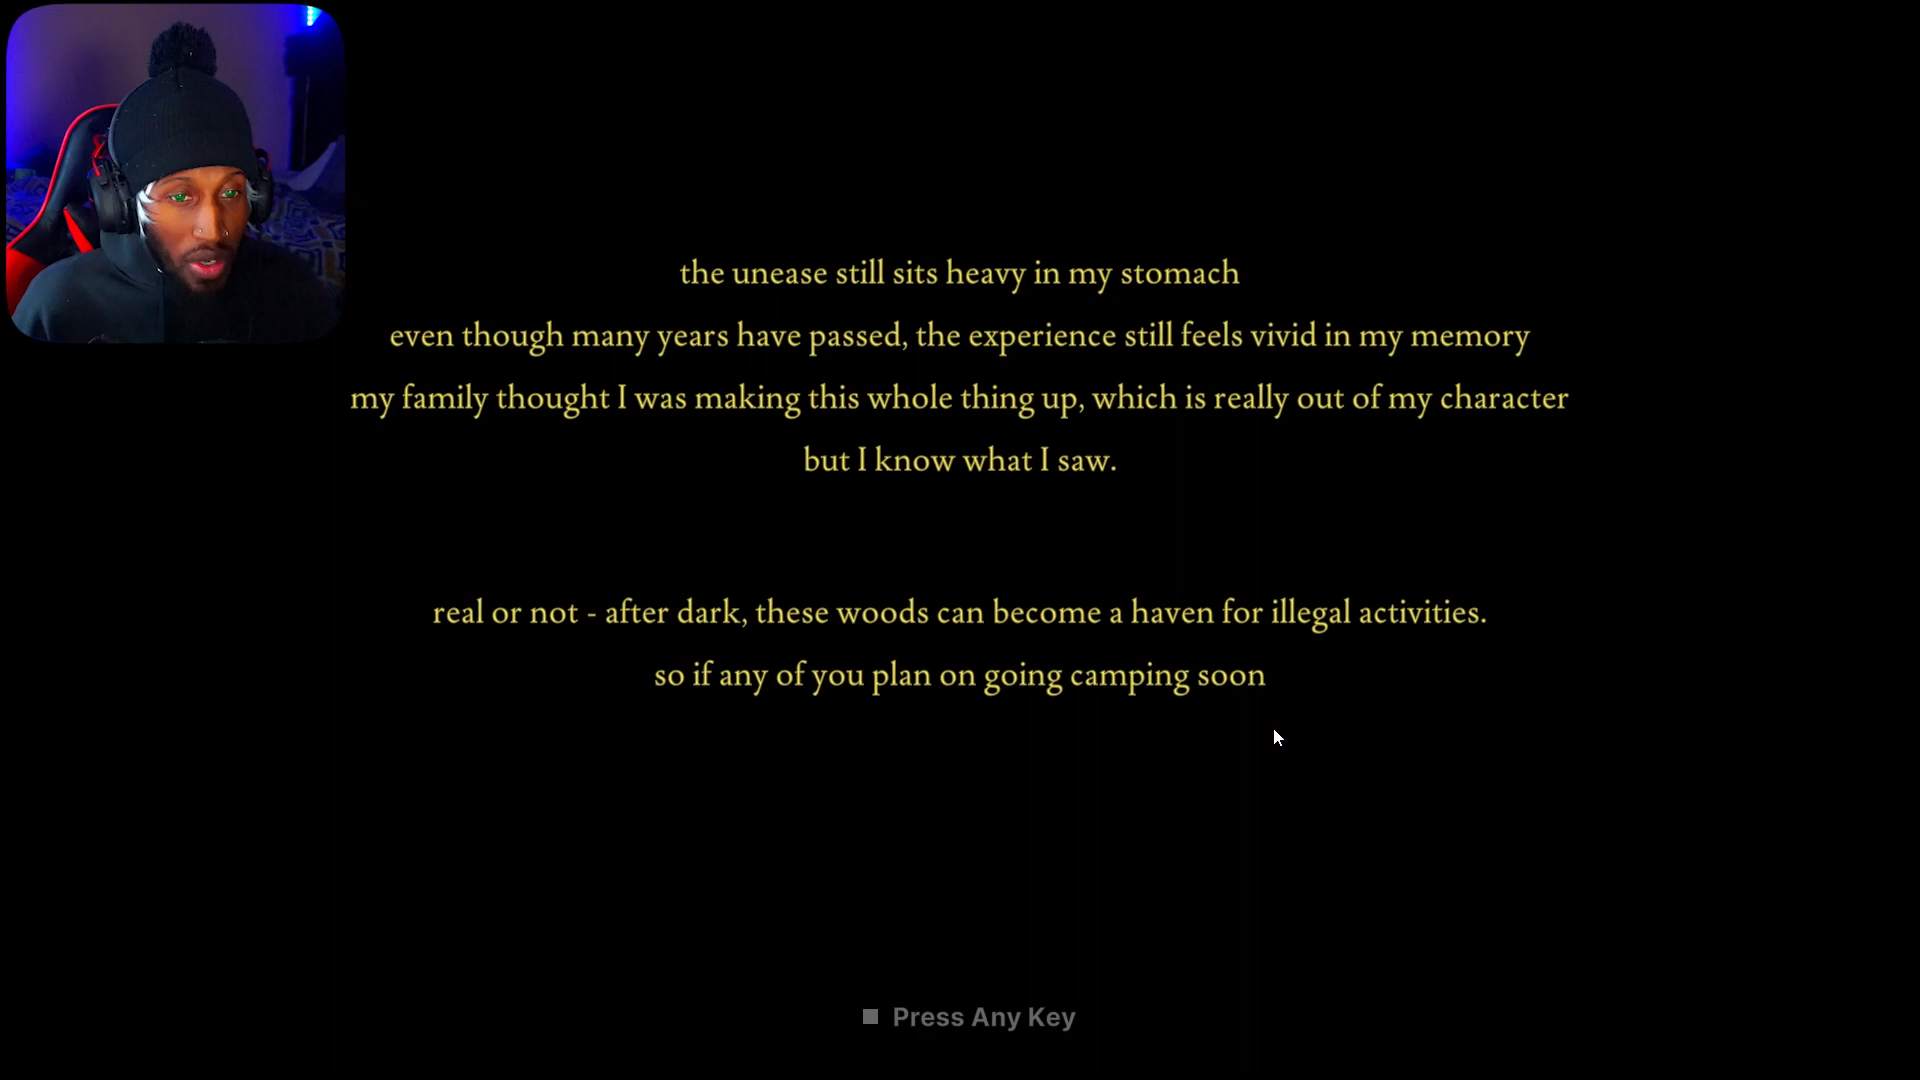 the unease still sits heavy in my stomach
even though many years have passed, the experience still feels vivid in my memory
my family thought I was making this whole thing up, which is really out of my character
but I know what I saw.
real or not - after dark, these woods can become a haven for illegal activities.
so if any of you plan on going camping soon
Press Any Key